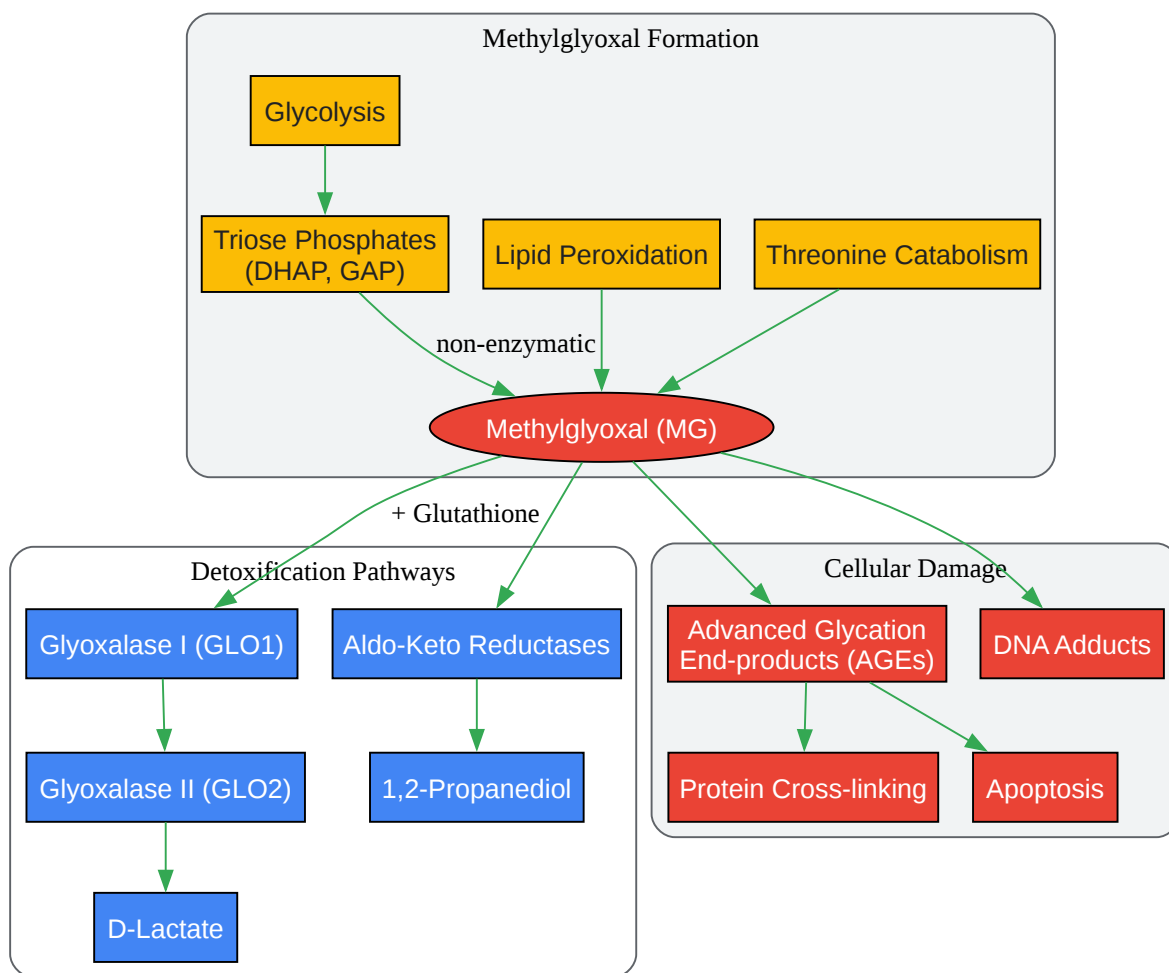 Methylglyoxal Formation
Glycolysis
Triose Phosphates
(DHAP, GAP)
Lipid Peroxidation
Threonine Catabolism
non-enzymatic
Methylglyoxal (MG)
+ Glutathione
Detoxification Pathways
Cellular Damage
Glyoxalase I (GLO1)
Aldo-Keto Reductases
Advanced Glycation
End-products (AGEs)
DNA Adducts
Glyoxalase II (GLO2)
1,2-Propanediol
Protein Cross-linking
Apoptosis
D-Lactate